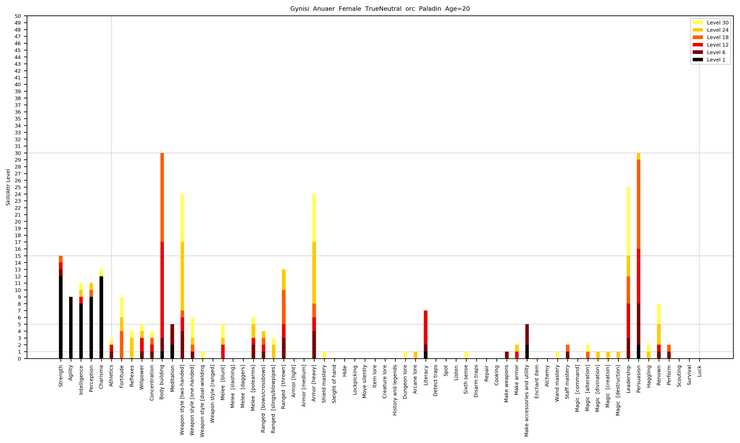 Gynisi Anuaer Female TrueNeutral orc Paladin Age=20
Level 30
Level 24
Level 18
Level 12
Level 6
Level 1
Skill/Attr Level
50
49
48
47
46
45
44
43
42
41
40
39
38
37
36
35
34
33
32
31
30
29
28
27
26
25
24
23
22
21
20
19
18
17
16
15
14
13
12
11
10
9
8
7
6
5
4
3
2
1
0
Strength
Agility
Intelligence
Perception
Charisma
Athletics
Fortitude
Reflexes
Willpower
Concentration
Body building
Meditation
Weapon style [two-handed]
Weapon style [one-handed]
Weapon style [dual-wielding]
Weapon style [ranged]
Melee [blunt]
Melee [slashing]
Melee [daggers]
Melee [polearms]
Ranged [bows/crossbows]
Ranged [slings/blowpipes]
Ranged [thrown]
Armor [light]
Armor [medium]
Armor [heavy]
Shield mastery
Sleight of hand
Hide
Lockpicking
Move silently
Item lore
Creature lore
History and legends
Dungeon lore
Arcane lore
Literacy
Detect traps
Spot
Listen
Sixth sense
Disarm traps
Repair
Cooking
Make weapons
Make armor
Make accessories and utility
Enchant item
Alchemy
Wand mastery
Staff mastery
Magic [command]
Magic [alteration]
Magic [divination]
Magic [creation]
Magic [destruction]
Leadership
Persuasion
Haggling
Renown
Perform
Scouting
Survival
Luck